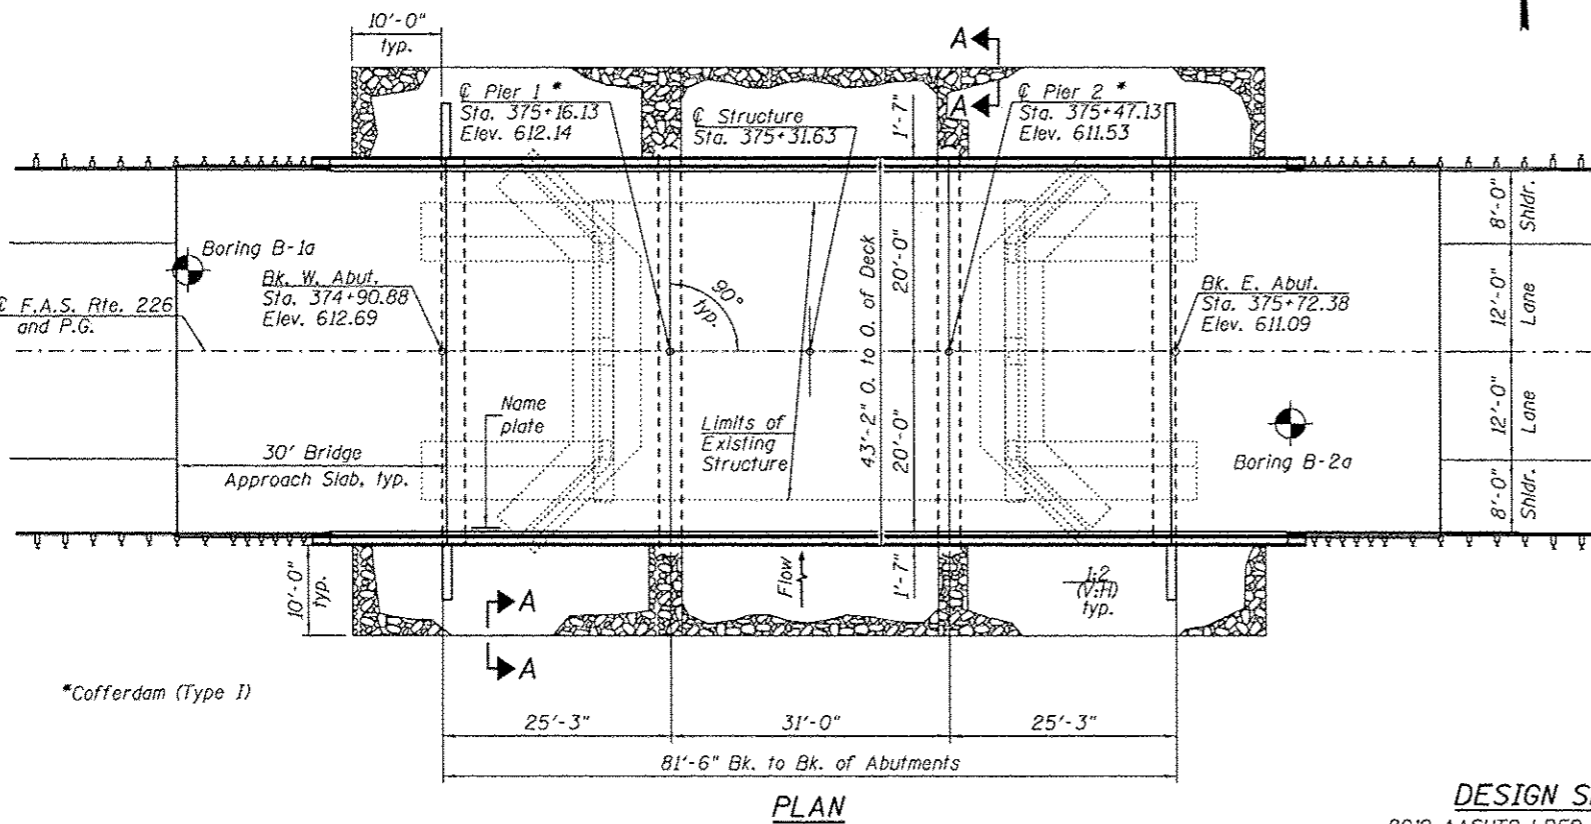 10'-0"
typ.
A
A
℄ Pier 1 *
Sta. 375+16.13
Elev. 612.14
℄ Structure
Sta. 375+31.63
1'-7"
℄ Pier 2 *
Sta. 375+47.13
Elev. 611.53
8'-0"
Shldr.
Boring B-1a
Bk. W. Abut.
Sta. 374+90.88
Elev. 612.69
℄ F.A.S. Rte. 226
and P.G.
90°
typ.
43'-2" O. to O. of Deck
20'-0"
Bk. E. Abut.
Sta. 375+72.38
Elev. 611.09
12'-0"
Lane
Name
plate
Limits of
Existing
Structure
20'-0"
12'-0"
Lane
30' Bridge
Approach Slab, typ.
Boring B-2a
8'-0"
Shldr.
10'-0"
typ.
Flow
1'-7"
1:2
(V:H)
typ.
A
A
*Cofferdam (Type I)
25'-3"
31'-0"
25'-3"
81'-6" Bk. to Bk. of Abutments
PLAN
DESIGN